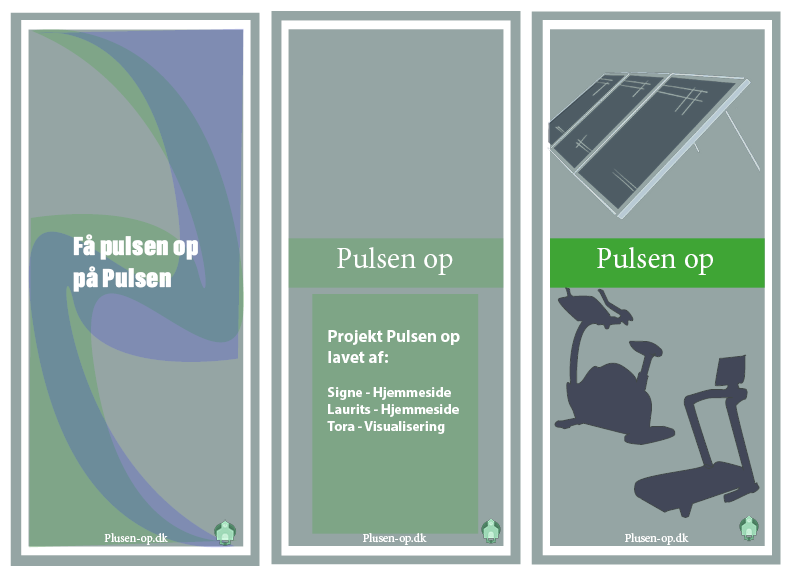 Få pulsen op
på Pulsen
Plusen-op.dk
Pulsen op
Projekt Pulsen op
lavet af:
Signe - Hjemmeside
Laurits - Hjemmeside
Tora - Visualisering
Plusen-op.dk
Pulsen op
Plusen-op.dk